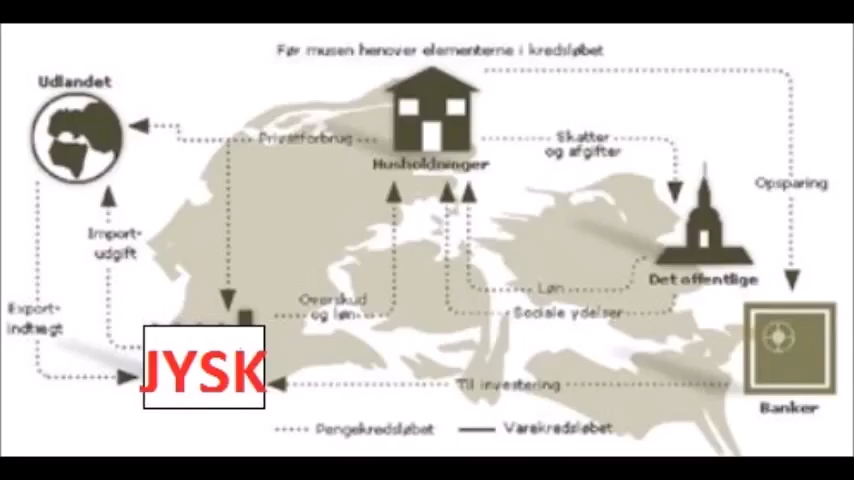 Før musen henover elementerne i kredsløbet
Udlandet
Privatforbrug
Husholdninger
Skatter
og afgifter
Opsparing
Import-
udgift
Det offentlige
Løn
Overskud
og løn
Sociale ydelser
Export-
indtægt
JYSK
Til investering
Banker
Pengekredsløbet
Varekredsløbet